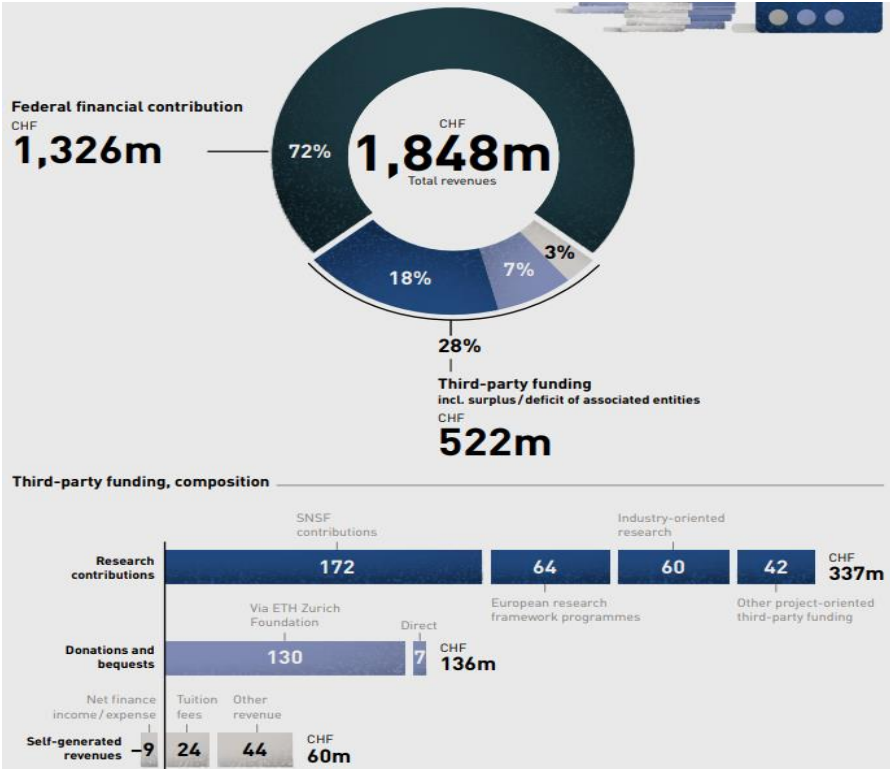 Federal financial contribution
CHF
1,326m
72%
CHF
1,848m
Total revenues
18%
7%
3%
28%
Third-party funding
incl. surplus/deficit of associated entities
CHF
522m
Third-party funding, composition
SNSF
contributions
Industry-oriented
research
Research
contributions
172
64
60
42
CHF
337m
European research
framework programmes
Other project-oriented
third-party funding
Via ETH Zurich
Foundation
Direct
Donations and
bequests
130
7
CHF
136m
Net finance
income/expense
Tuition
fees
Other
revenue
Self-generated
revenues
–9
24
44
CHF
60m